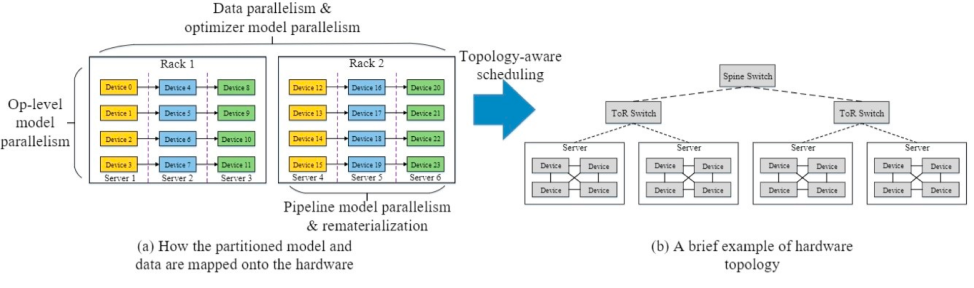 Data parallelism &
optimizer model parallelism
Op-level
model
parallelism
Rack 1
Device 0 Device 4 Device 8
Device 1 Device 5 Device 9
Device 2 Device 6 Device 10
Device 3 Device 7 Device 11
Server 1 Server 2 Server 3
Rack 2
Device 12 Device 16 Device 20
Device 13 Device 17 Device 21
Device 14 Device 18 Device 22
Device 15 Device 19 Device 23
Server 4 Server 5 Server 6
Pipeline model parallelism
& rematerialization
(a) How the partitioned model and
data are mapped onto the hardware
Topology-aware
scheduling
Spine Switch
ToR Switch ToR Switch
Server Server Server Server
Device Device Device Device Device Device Device Device
Device Device Device Device Device Device Device Device
(b) A brief example of hardware
topology